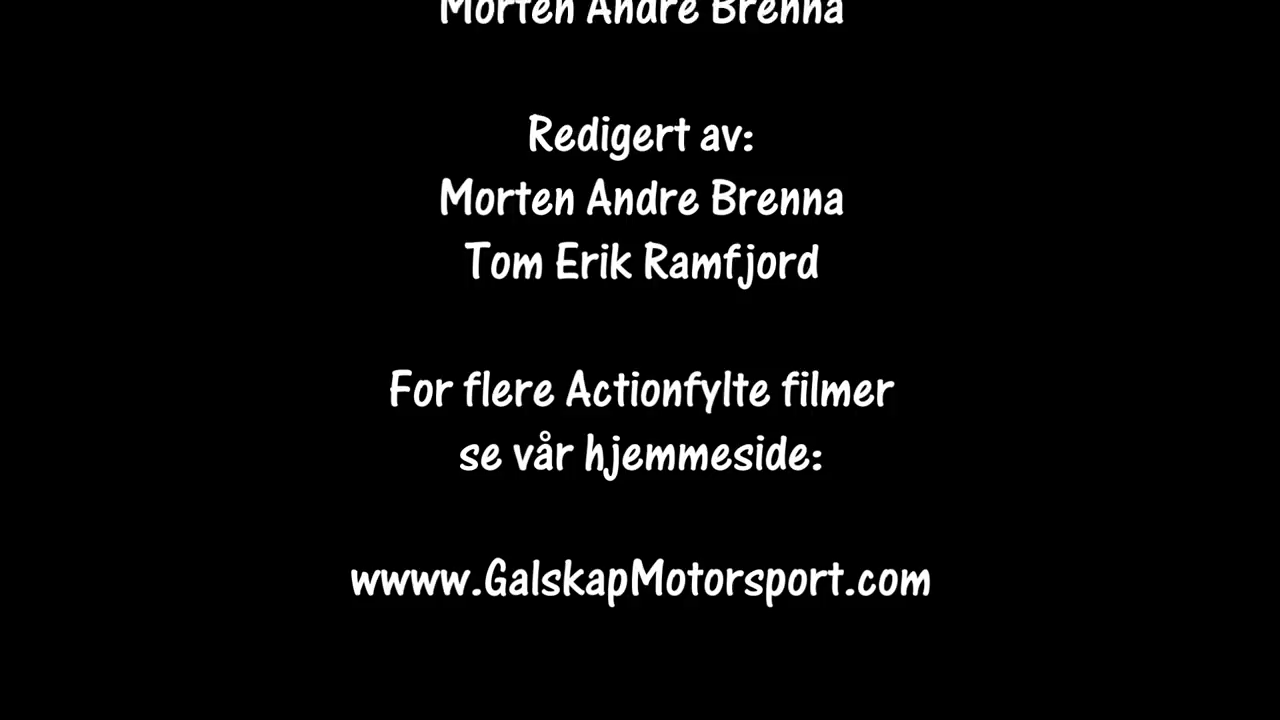 Morten Andre Brenna
Redigert av:
Morten Andre Brenna
Tom Erik Ramfjord
For flere Actionfylte filmer
se vår hjemmeside:
wwww.GalskapMotorsport.com